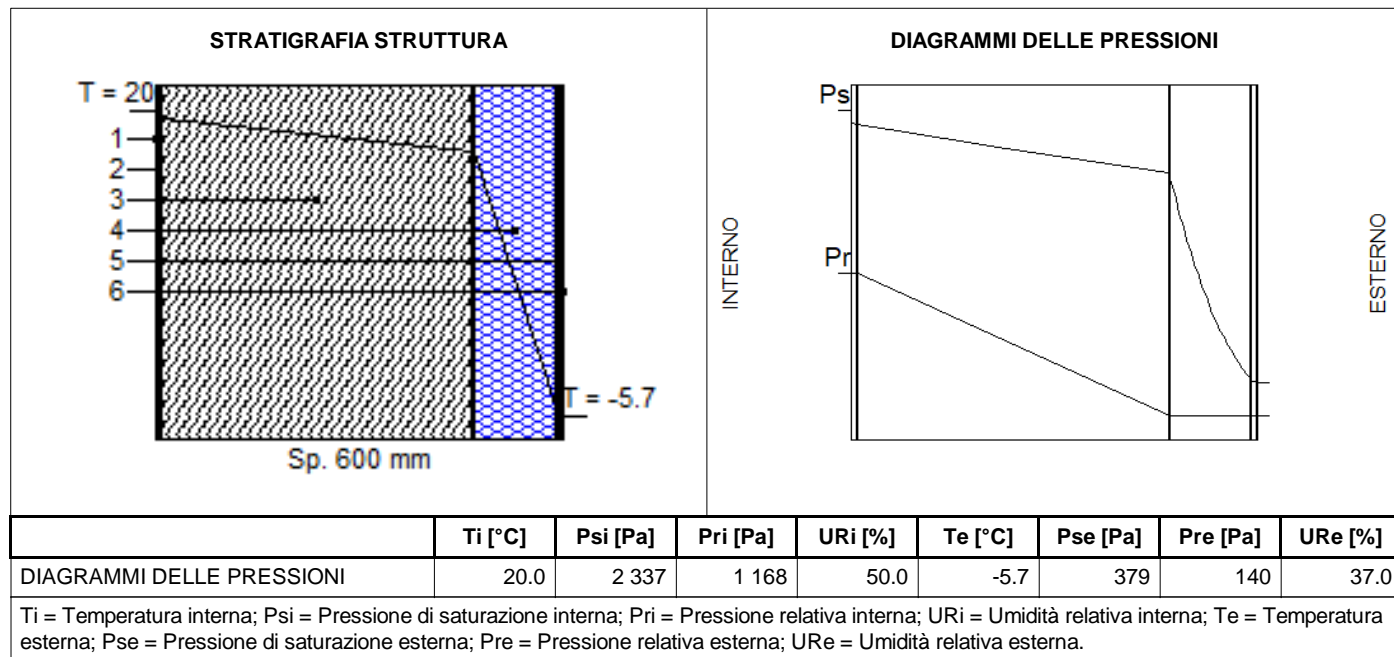 STRATIGRAFIA STRUTTURA
T = 20
1
2
3
4
5
6
T = -5.7
Sp. 600 mm
DIAGRAMMI DELLE PRESSIONI
Ps
Pr
INTERNO
ESTERNO
Ti [°C] Psi [Pa] Pri [Pa] URi [%] Te [°C] Pse [Pa] Pre [Pa] URe [%]
DIAGRAMMI DELLE PRESSIONI 20.0 2 337 1 168 50.0 -5.7 379 140 37.0
Ti = Temperatura interna; Psi = Pressione di saturazione interna; Pri = Pressione relativa interna; URi = Umidità relativa interna; Te = Temperatura
esterna; Pse = Pressione di saturazione esterna; Pre = Pressione relativa esterna; URe = Umidità relativa esterna.